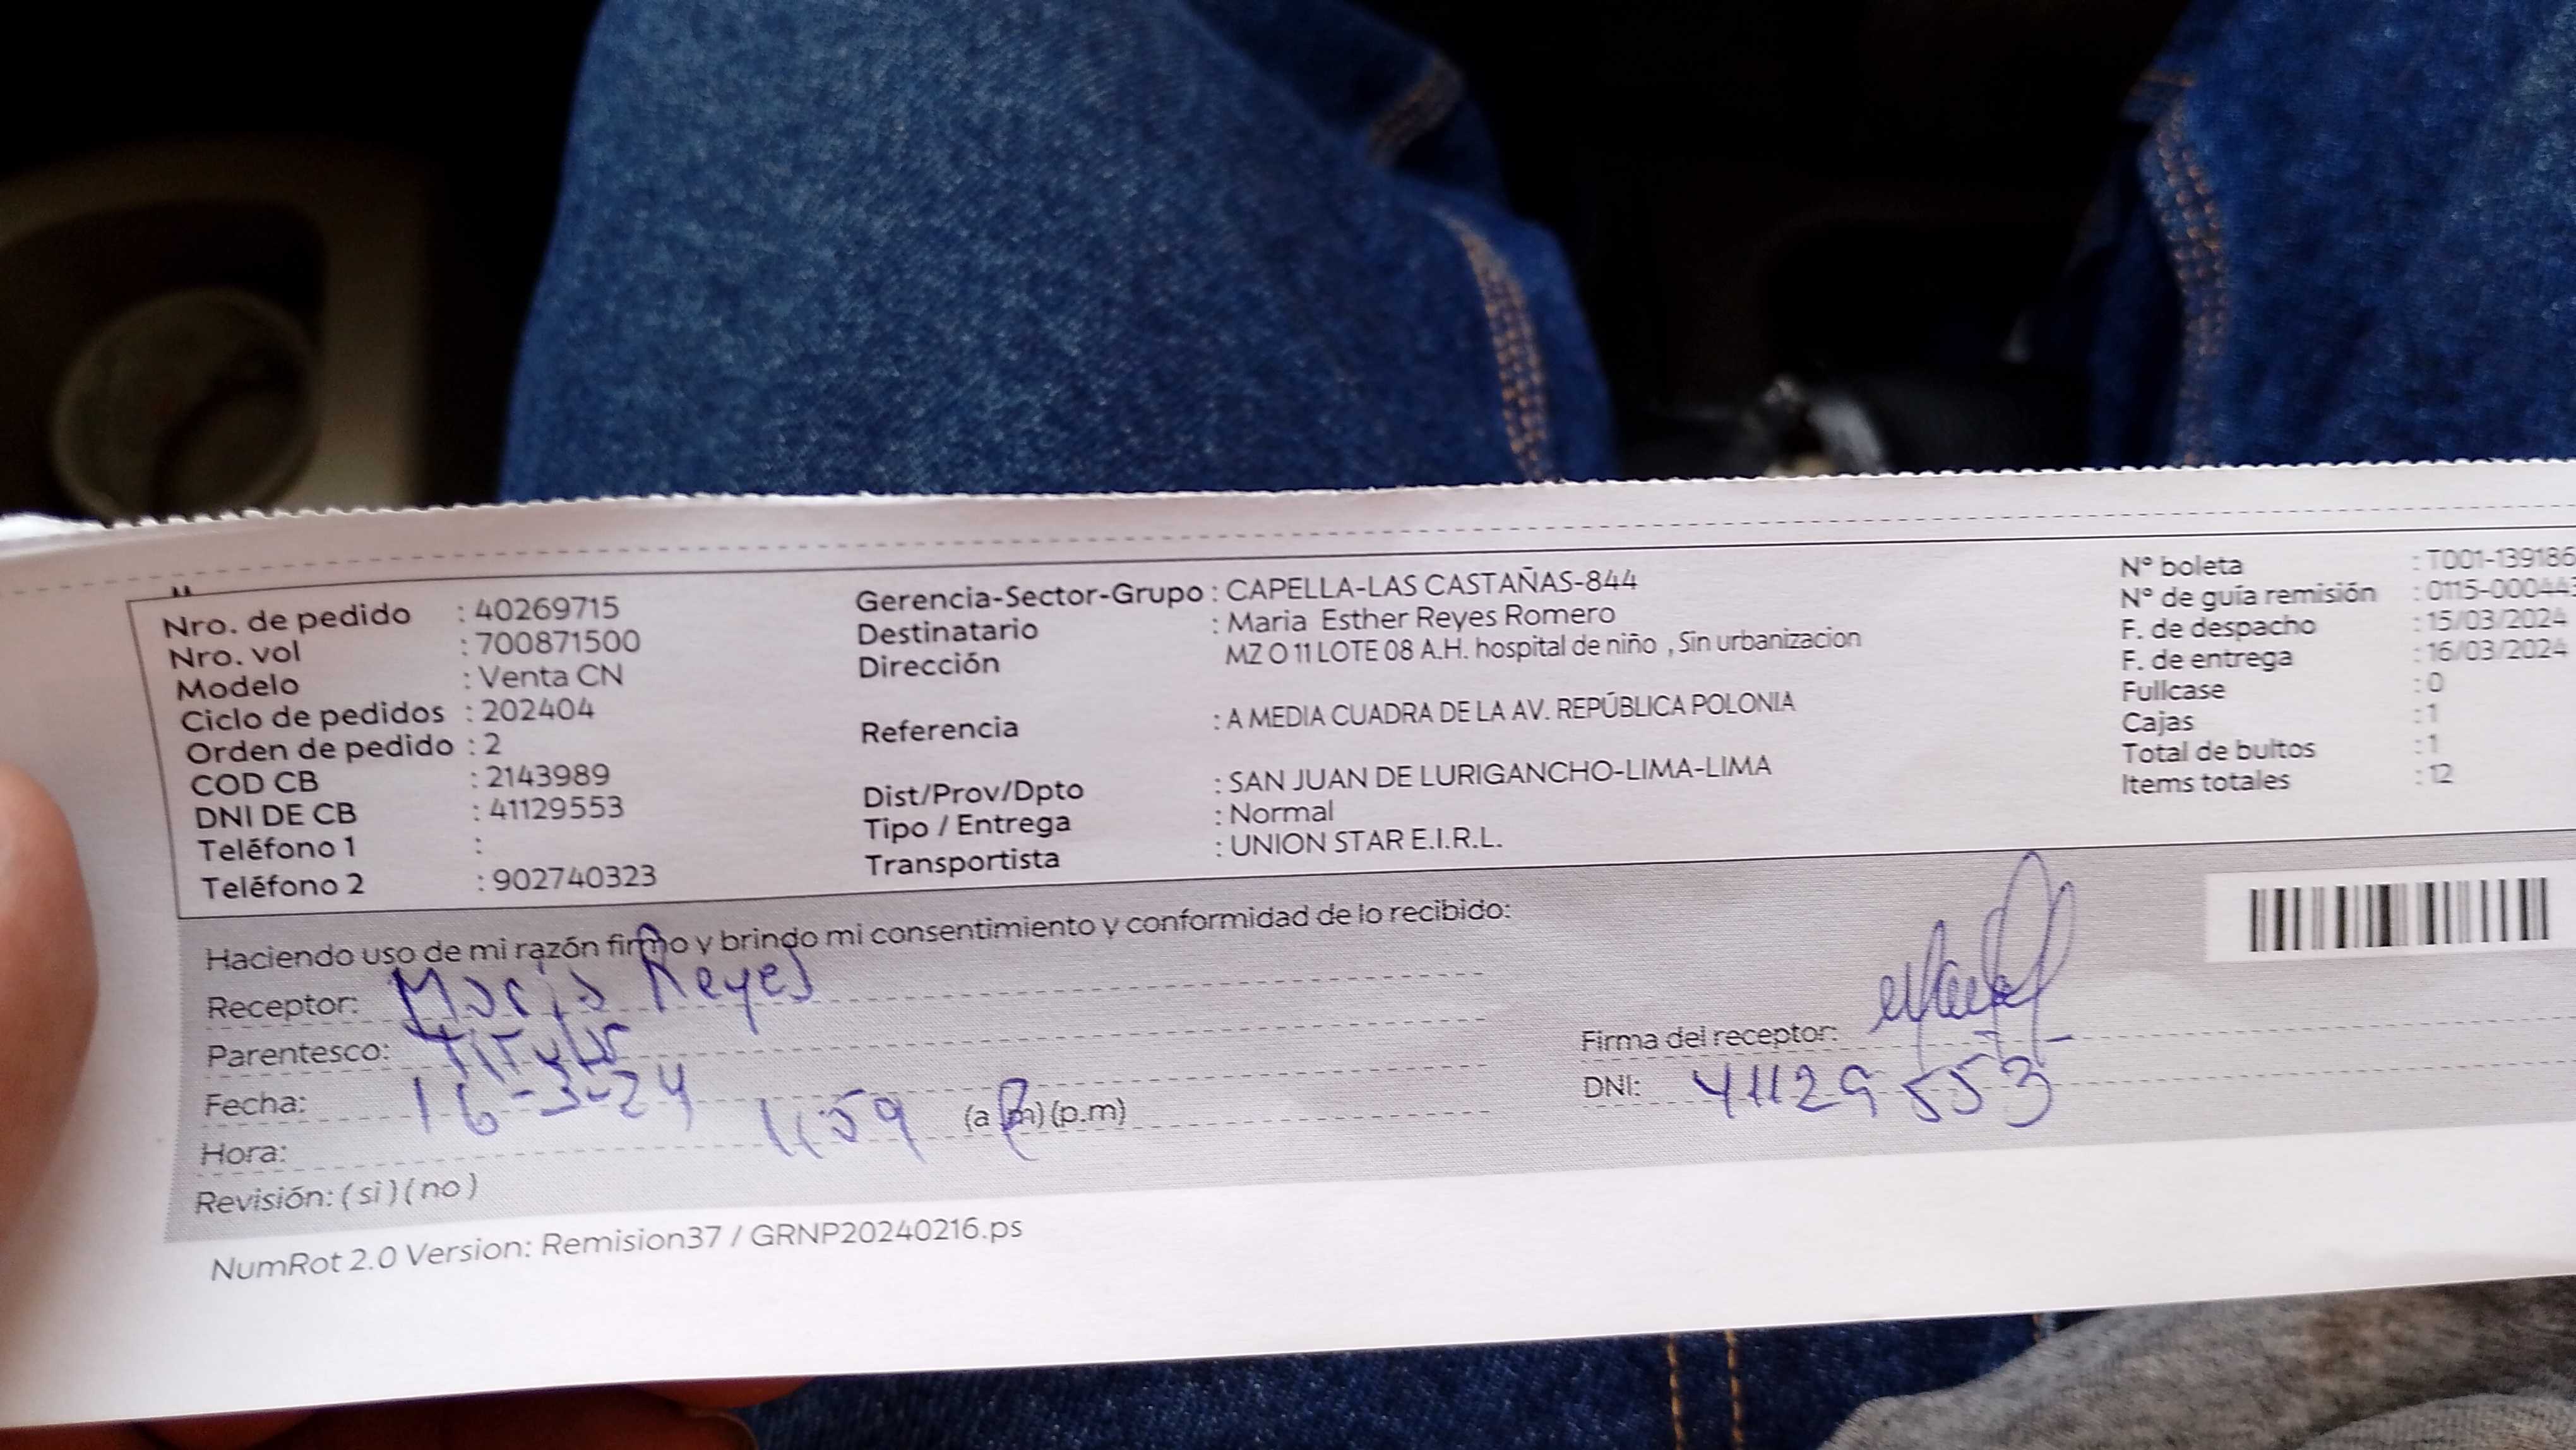 Nro. de pedido : 40269715
Nro. vol : 700871500
Modelo : Venta CN
Ciclo de pedidos : 202404
Orden de pedido : 2
COD CB : 2143989
DNI DE CB : 41129553
Teléfono 1 :
Teléfono 2 : 902740323
Gerencia-Sector-Grupo : CAPELLA-LAS CASTAÑAS-844
Destinatario : Maria Esther Reyes Romero
Dirección MZ O 11 LOTE 08 A.H. hospital de niño , Sin urbanizacion
Referencia : A MEDIA CUADRA DE LA AV. REPÚBLICA POLONIA
Dist/Prov/Dpto : SAN JUAN DE LURIGANCHO-LIMA-LIMA
Tipo / Entrega : Normal
Transportista : UNION STAR E.I.R.L.
Nº boleta : T001-139186
Nº de guía remisión : 0115-000443
F. de despacho : 15/03/2024
F. de entrega : 16/03/2024
Fullcase : 0
Cajas : 1
Total de bultos : 1
Items totales : 12
Haciendo uso de mi razón firmo y brindo mi consentimiento y conformidad de lo recibido:
Receptor: Maria Reyes
Parentesco: Titular
Fecha: 16-3-24
Hora: 11:59 (a.m) (p.m)
Revisión: ( si ) ( no )
Firma del receptor:
DNI: 41129553
NumRot 2.0 Version: Remision37 / GRNP20240216.ps